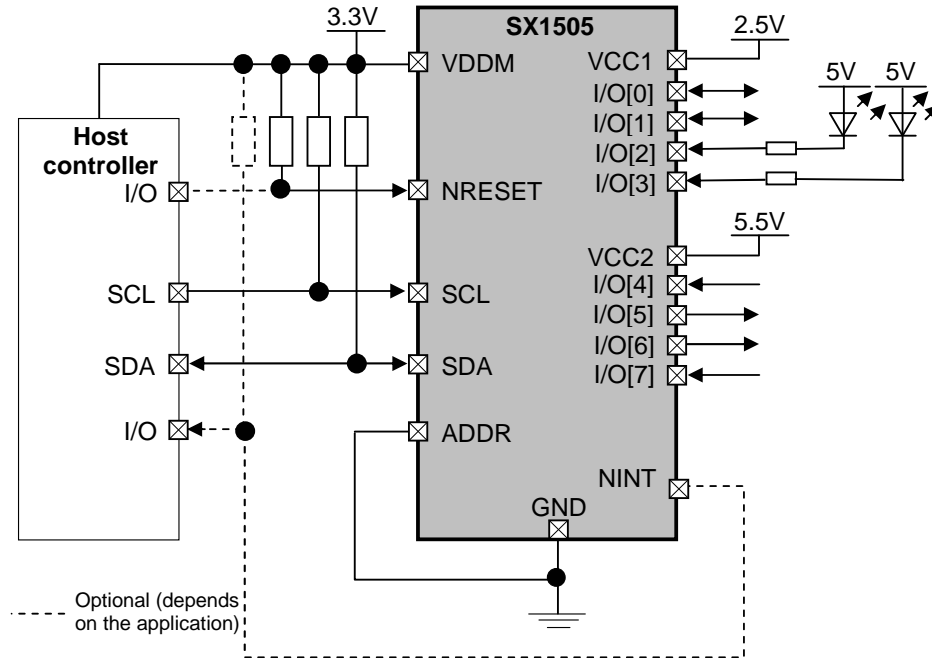 3.3V
SX1505
VDDM
VCC1
2.5V
5V
5V
I/O[0]
I/O[1]
I/O[2]
I/O[3]
Host
controller
I/O
NRESET
5.5V
VCC2
SCL
SCL
I/O[4]
I/O[5]
I/O[6]
I/O[7]
SDA
SDA
I/O
ADDR
NINT
GND
Optional (depends
on the application)